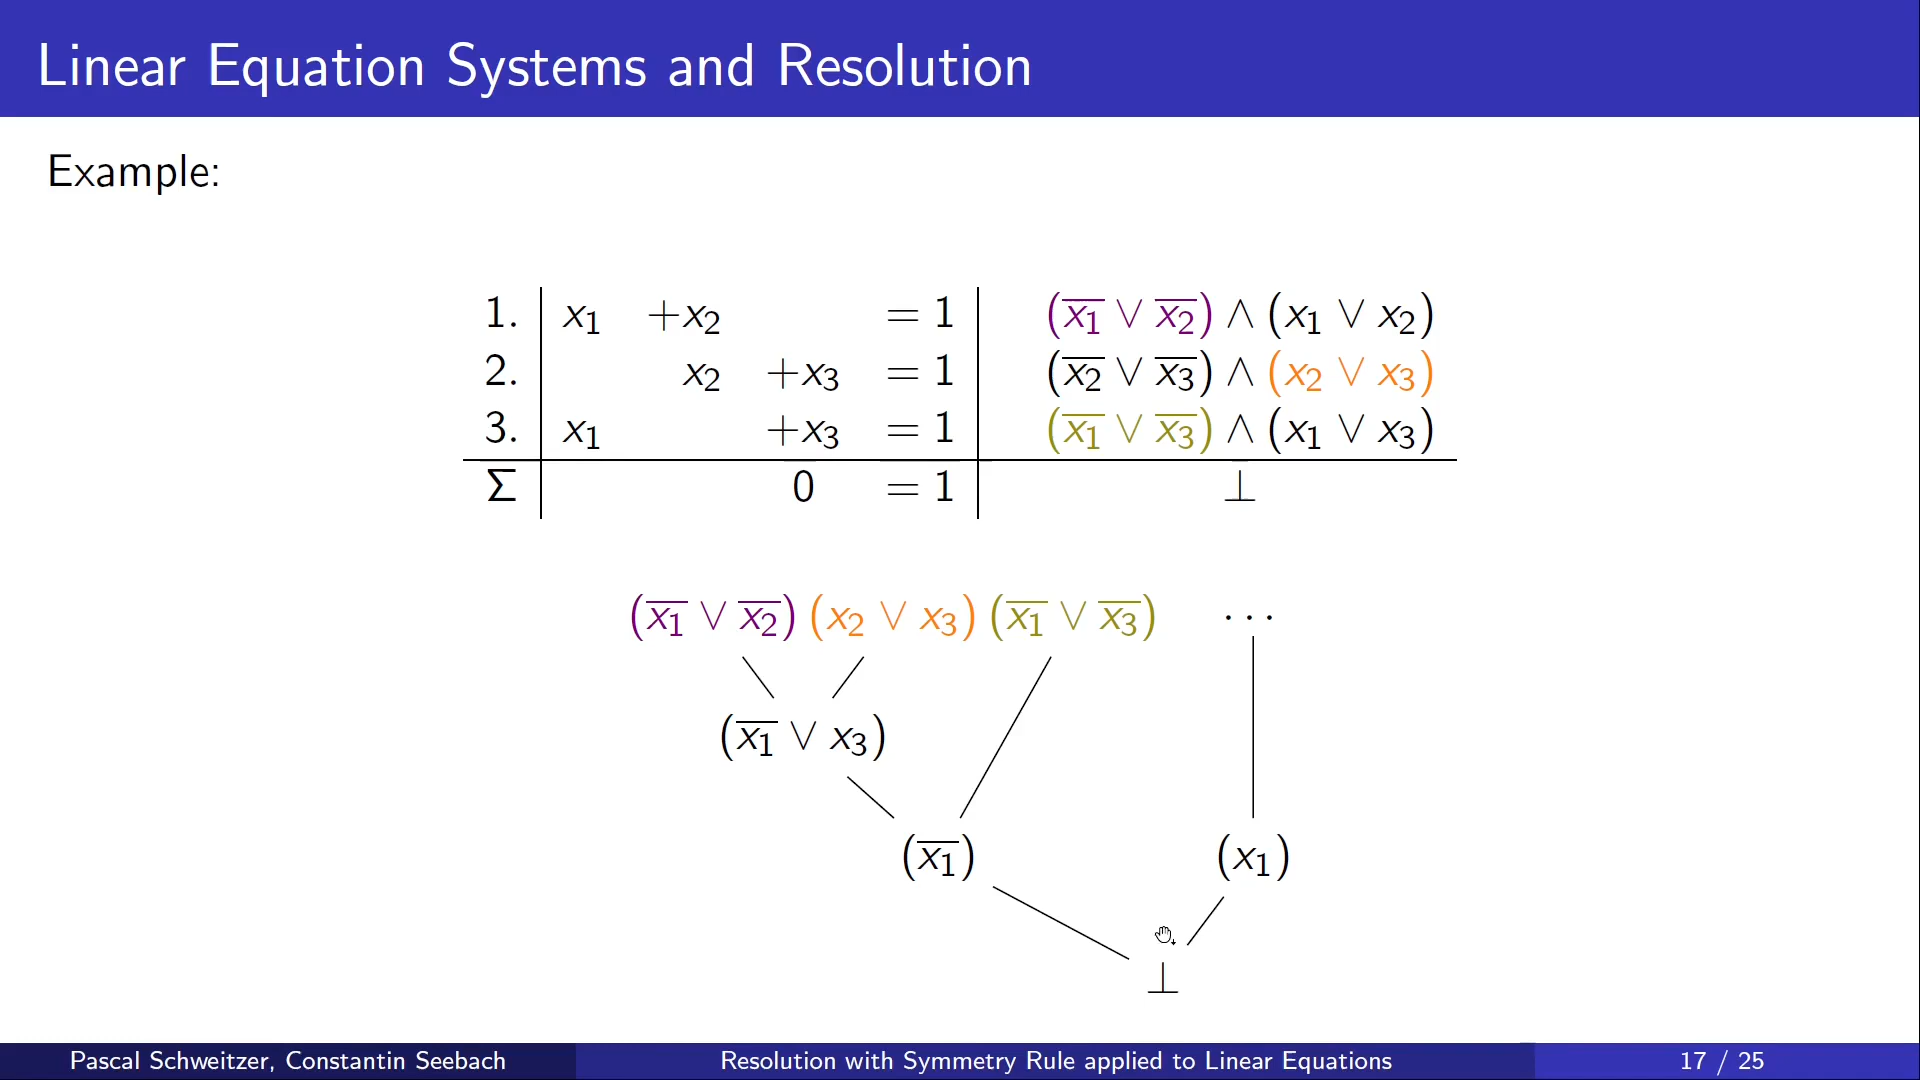 Linear Equation Systems and Resolution
Example:
1. x₁ +x₂ = 1 (x̅₁ ∨ x̅₂) ∧ (x₁ ∨ x₂)
2. x₂ +x₃ = 1 (x̅₂ ∨ x̅₃) ∧ (x₂ ∨ x₃)
3. x₁ +x₃ = 1 (x̅₁ ∨ x̅₃) ∧ (x₁ ∨ x₃)
Σ 0 = 1 ⊥
(x̅₁ ∨ x̅₂) (x₂ ∨ x₃) (x̅₁ ∨ x̅₃) ⋯
(x̅₁ ∨ x₃)
(x̅₁) (x₁)
⊥
Pascal Schweitzer, Constantin Seebach Resolution with Symmetry Rule applied to Linear Equations 17 / 25